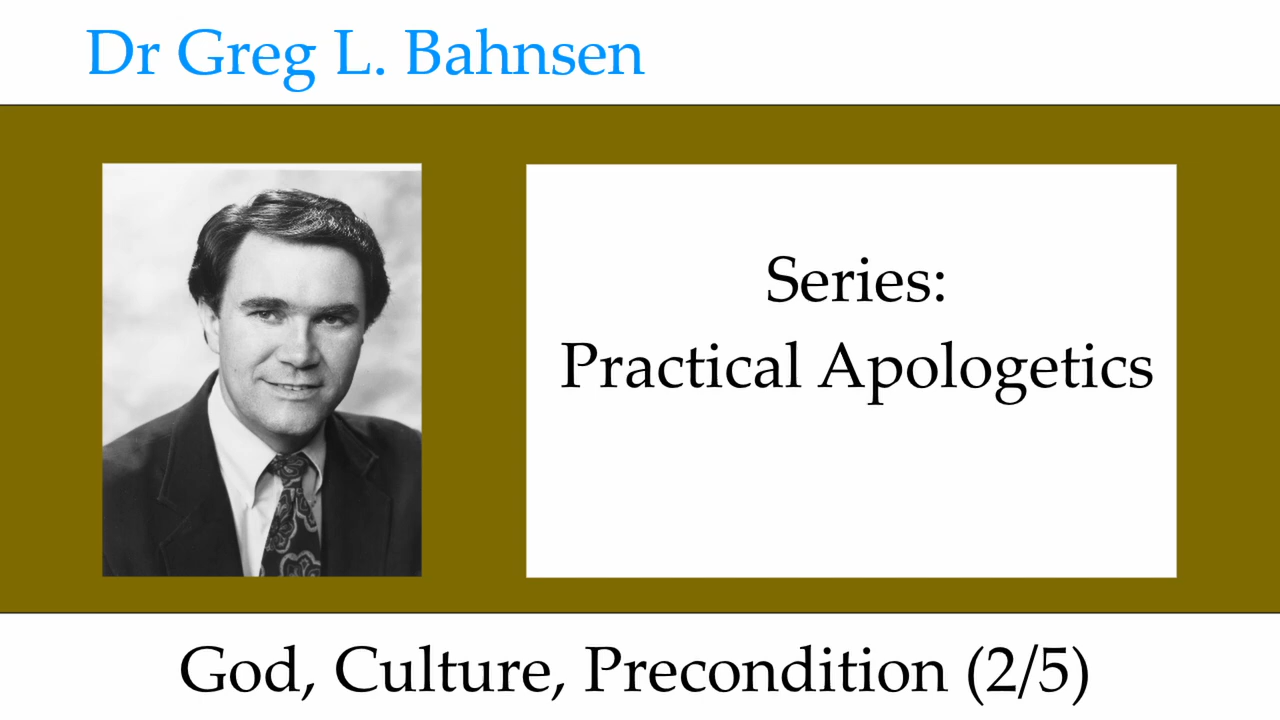 Dr Greg L. Bahnsen
Series:
Practical Apologetics
God, Culture, Precondition (2/5)